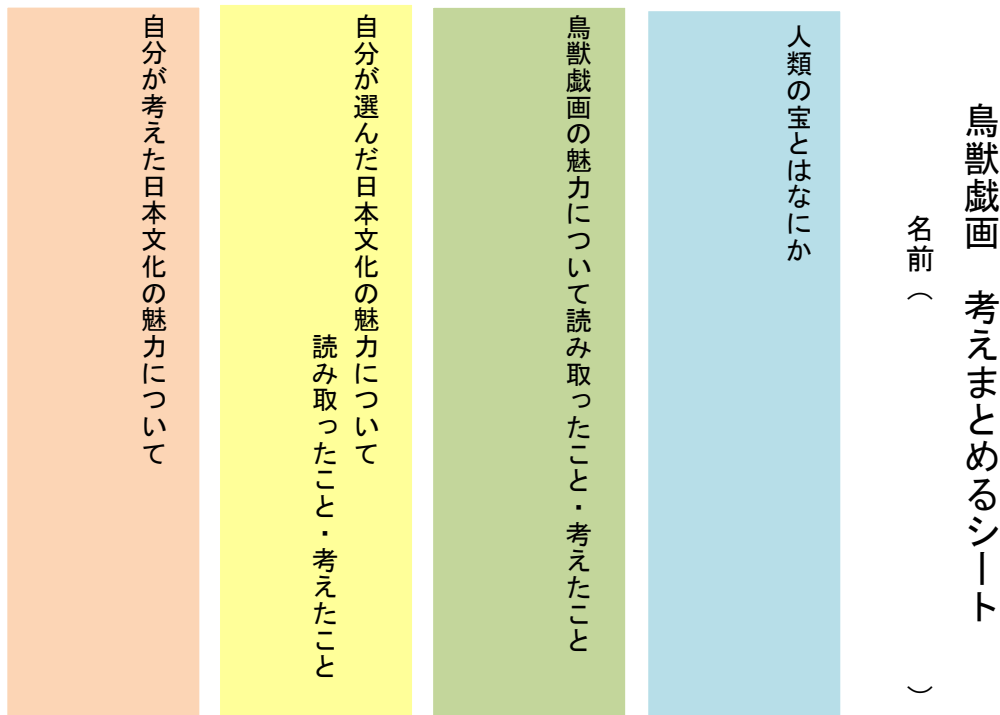 鳥獣戯画　考えまとめるシート
名前（　　　　　　　　　　）
人類の宝とはなにか
鳥獣戯画の魅力について読み取ったこと・考えたこと
自分が選んだ日本文化の魅力について
読み取ったこと・考えたこと
自分が考えた日本文化の魅力について